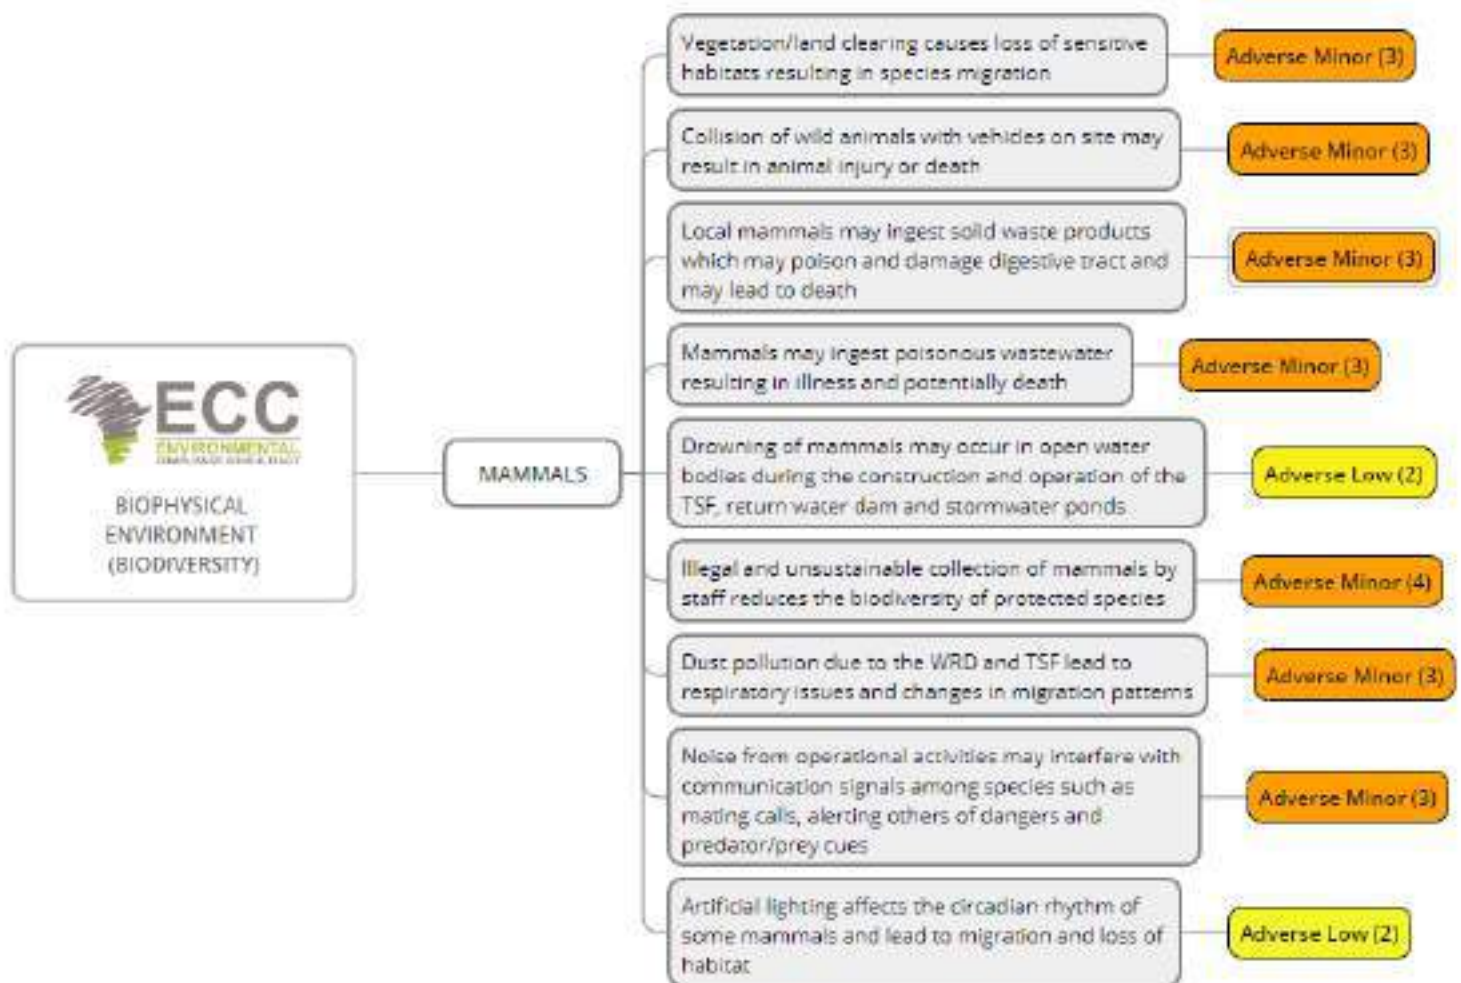 ECC
ENVIRONMENTAL
BIOPHYSICAL
ENVIRONMENT
(BIODIVERSITY)
MAMMALS
Vegetation/land clearing causes loss of sensitive
habitats resulting in species migration
Adverse Minor (3)
Collision of wild animals with vehicles on site may
result in animal injury or death
Adverse Minor (3)
Local mammals may ingest solid waste products
which may poison and damage digestive tract and
may lead to death
Adverse Minor (3)
Mammals may ingest poisonous wastewater
resulting in illness and potentially death
Adverse Minor (3)
Drowning of mammals may occur in open water
bodies during the construction and operation of the
TSF, return water dam and stormwater ponds
Adverse Low (2)
Illegal and unsustainable collection of mammals by
staff reduces the biodiversity of protected species
Adverse Minor (4)
Dust pollution due to the WRD and TSF lead to
respiratory issues and changes in migration patterns
Adverse Minor (3)
Noise from operational activities may interfere with
communication signals among species such as
mating calls, alerting others of dangers and
predator/prey cues
Adverse Minor (3)
Artificial lighting affects the circadian rhythm of
some mammals and lead to migration and loss of
habitat
Adverse Low (2)